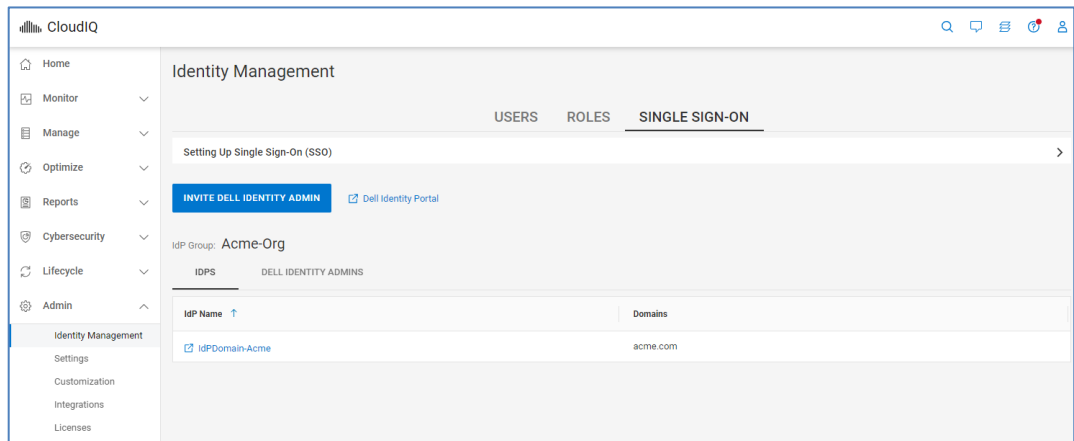 CloudIQ
Home
Monitor
Manage
Optimize
Reports
Cybersecurity
Lifecycle
Admin
Identity Management
Settings
Customization
Integrations
Licenses
Identity Management
USERS ROLES SINGLE SIGN-ON
Setting Up Single Sign-On (SSO)
INVITE DELL IDENTITY ADMIN Dell Identity Portal
IdP Group: Acme-Org
IDPS DELL IDENTITY ADMINS
IdP Name Domains
IdPDomain-Acme acme.com